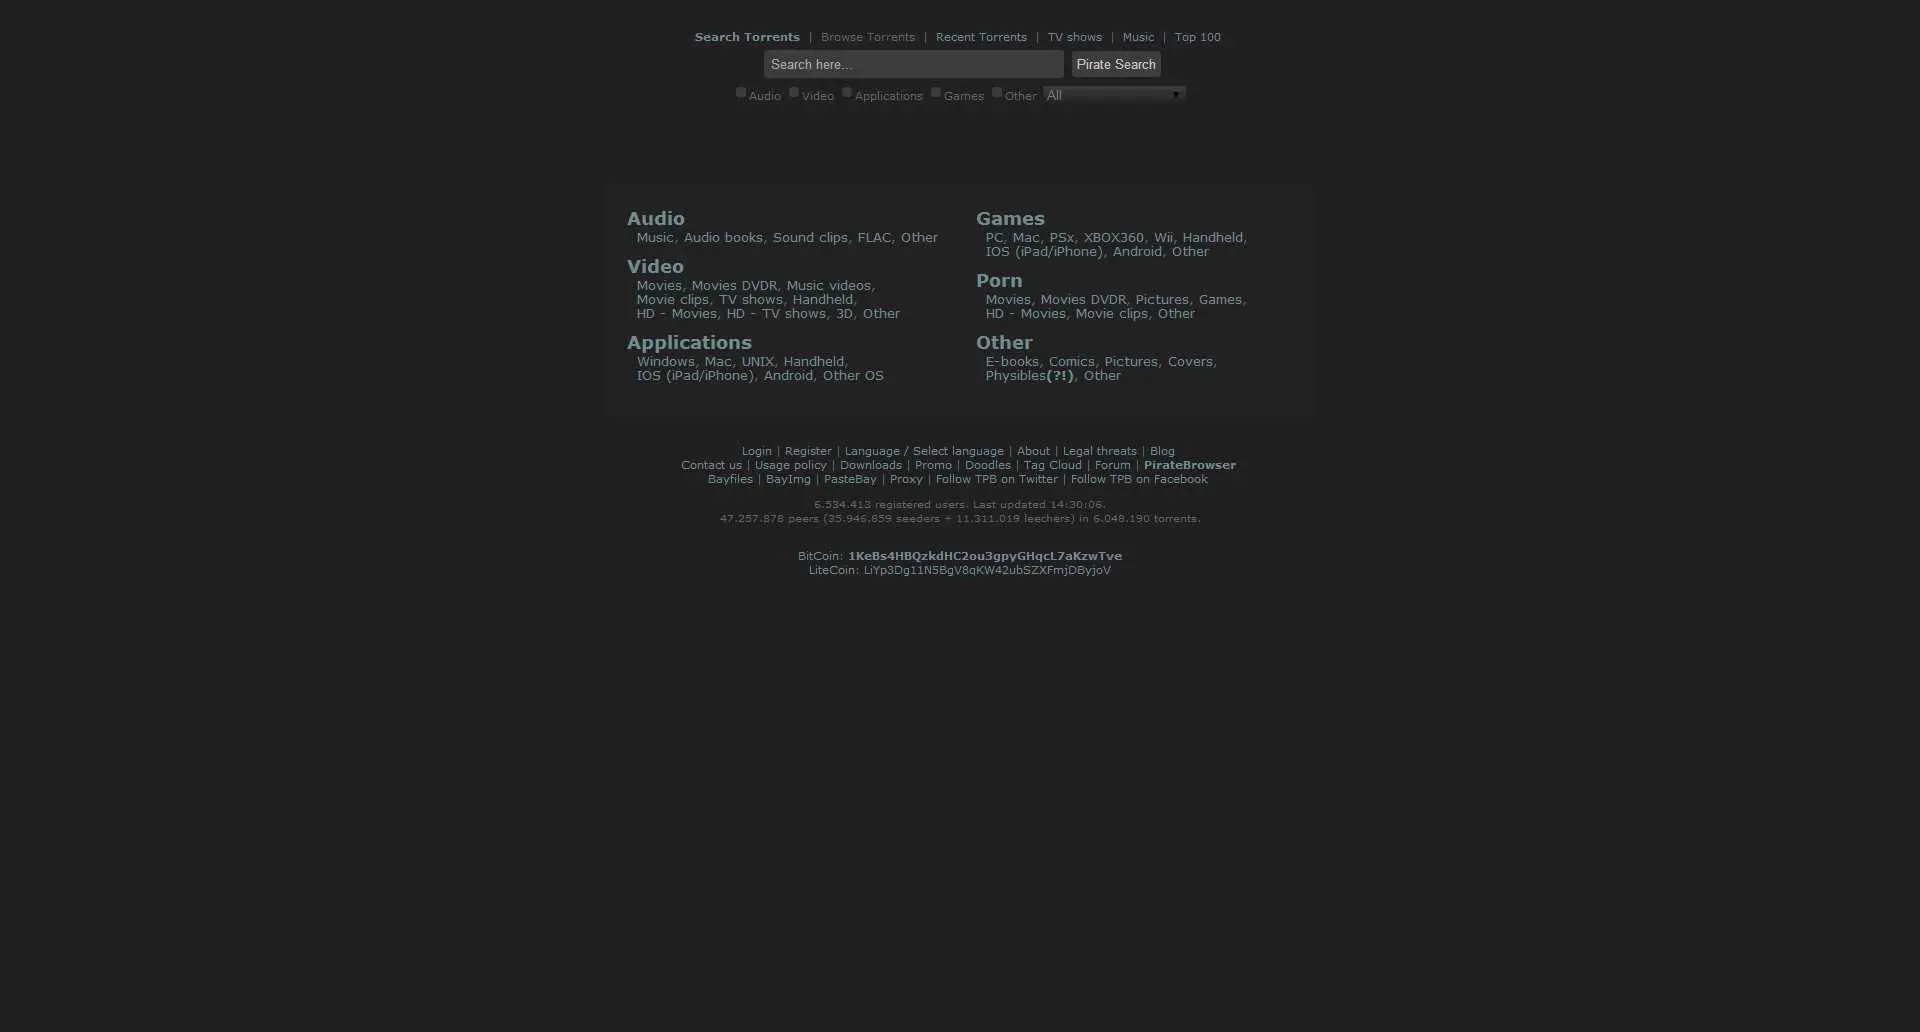 Search Torrents | Browse Torrents | Recent Torrents | TV shows | Music | Top 100
Search here... Pirate Search
Audio Video Applications Games Other All
Audio
Music, Audio books, Sound clips, FLAC, Other
Video
Movies, Movies DVDR, Music videos,
Movie clips, TV shows, Handheld,
HD - Movies, HD - TV shows, 3D, Other
Applications
Windows, Mac, UNIX, Handheld,
IOS (iPad/iPhone), Android, Other OS
Games
PC, Mac, PSx, XBOX360, Wii, Handheld,
IOS (iPad/iPhone), Android, Other
Porn
Movies, Movies DVDR, Pictures, Games,
HD - Movies, Movie clips, Other
Other
E-books, Comics, Pictures, Covers,
Physibles(?!), Other
Login | Register | Language / Select language | About | Legal threats | Blog
Contact us | Usage policy | Downloads | Promo | Doodles | Tag Cloud | Forum | PirateBrowser
Bayfiles | BayImg | PasteBay | Proxy | Follow TPB on Twitter | Follow TPB on Facebook
6.534.413 registered users. Last updated 14:30:06.
47.257.878 peers (35.946.859 seeders + 11.311.019 leechers) in 6.048.190 torrents.
BitCoin: 1KeBs4HBQzkdHC2ou3gpyGHqcL7aKzwTve
LiteCoin: LiYp3Dg11N5BgV8qKW42ubSZXFmjDByjoV